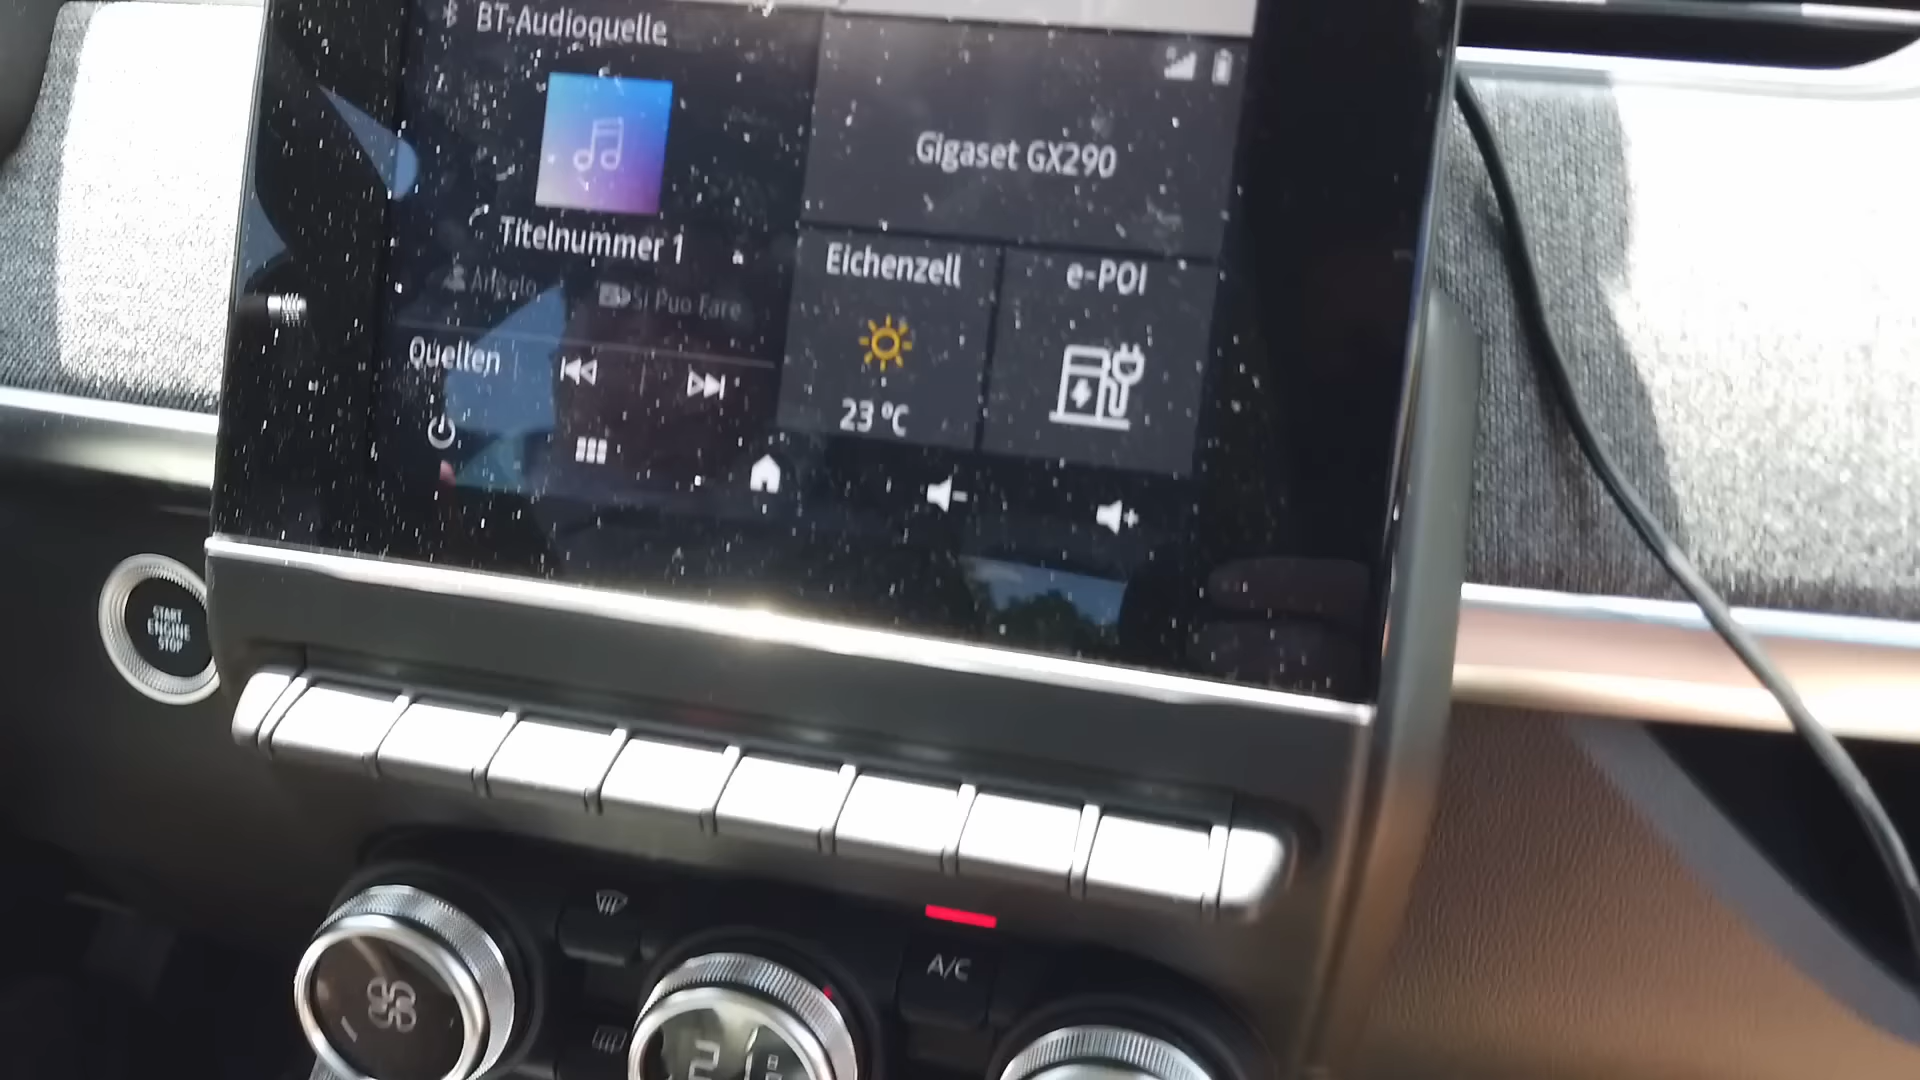 BT-Audioquelle
Gigaset GX290
Titelnummer 1
Angelo
Si Puo Fare
Eichenzell
e-POI
Quellen
23 °C
START
ENGINE
STOP
A/C